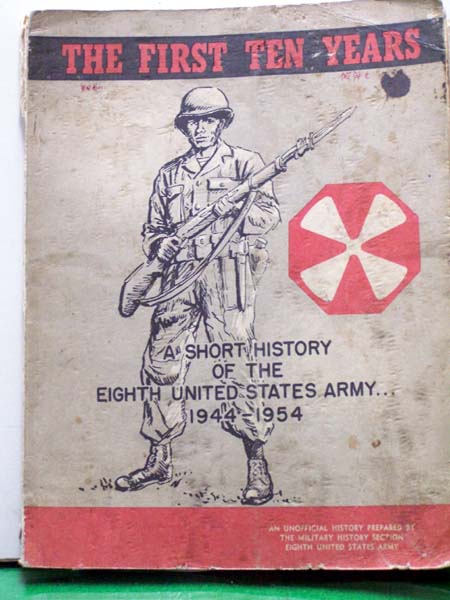 THE FIRST TEN YEARS
A SHORT HISTORY
OF THE
EIGHTH UNITED STATES ARMY...
1944-1954
AN UNOFFICIAL HISTORY PREPARED BY
THE MILITARY HISTORY SECTION
EIGHTH UNITED STATES ARMY